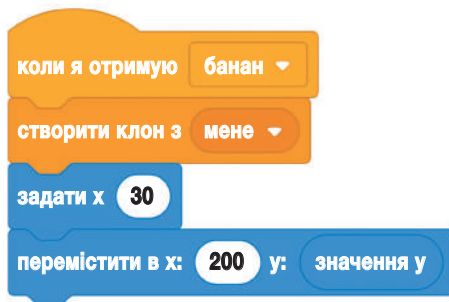 коли я отримую банан
створити клон з мене
задати x 30
перемістити в x: 200 y: значення y